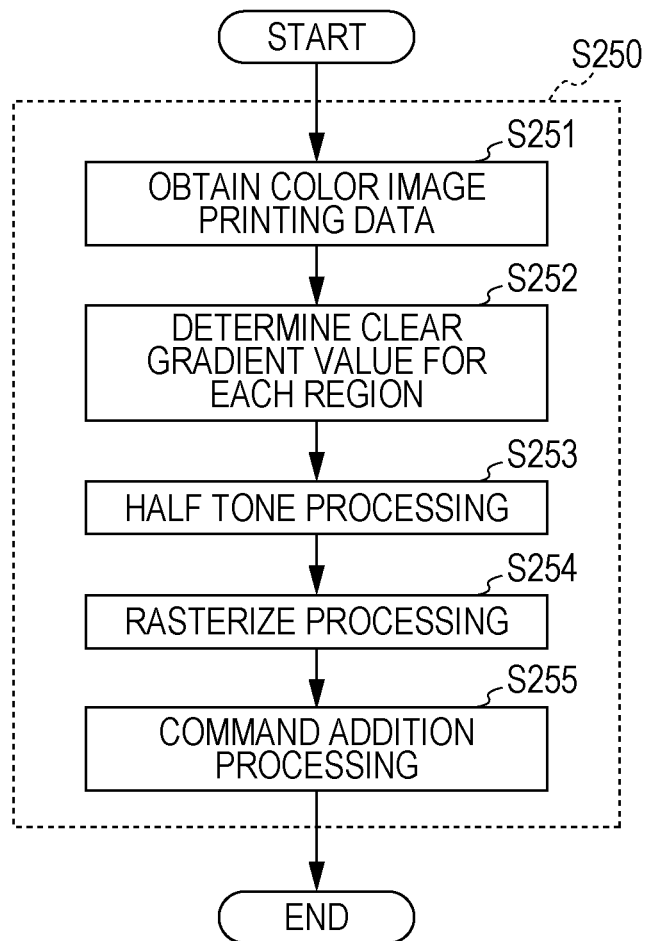 START
S250
S251
OBTAIN COLOR IMAGE
PRINTING DATA
S252
DETERMINE CLEAR
GRADIENT VALUE FOR
EACH REGION
S253
HALF TONE PROCESSING
S254
RASTERIZE PROCESSING
S255
COMMAND ADDITION
PROCESSING
END